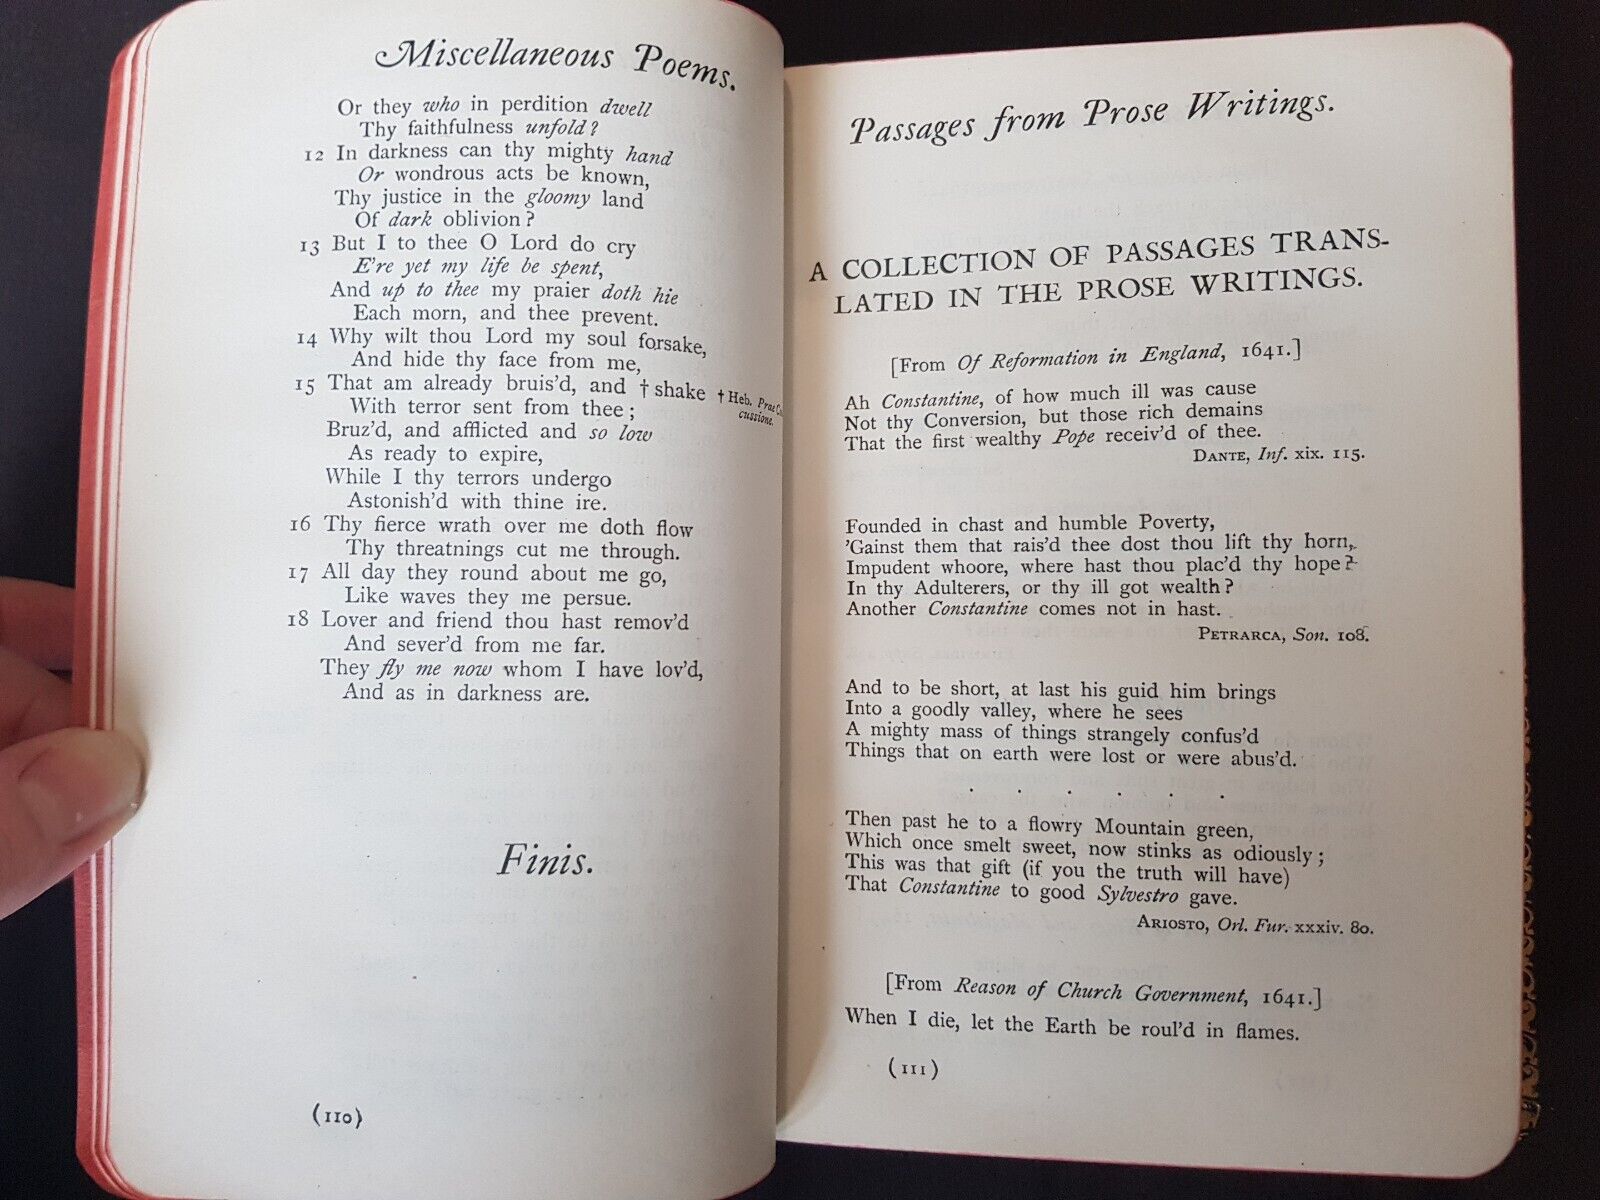 Miscellaneous Poems.
Or they who in perdition dwell
Thy faithfulness unfold?
12 In darkness can thy mighty hand
Or wondrous acts be known,
Thy justice in the gloomy land
Of dark oblivion?
13 But I to thee O Lord do cry
E're yet my life be spent,
And up to thee my praier doth hie
Each morn, and thee prevent.
14 Why wilt thou Lord my soul forsake,
And hide thy face from me,
15 That am already bruis'd, and † shake
† Heb. Prae
cussione.
With terror sent from thee;
Bruz'd, and afflicted and so low
As ready to expire,
While I thy terrors undergo
Astonish'd with thine ire.
16 Thy fierce wrath over me doth flow
Thy threatnings cut me through.
17 All day they round about me go,
Like waves they me persue.
18 Lover and friend thou hast remov'd
And sever'd from me far.
They fly me now whom I have lov'd,
And as in darkness are.
Finis.
(110)
Passages from Prose Writings.
A COLLECTION OF PASSAGES TRANS-
LATED IN THE PROSE WRITINGS.
[From Of Reformation in England, 1641.]
Ah Constantine, of how much ill was cause
Not thy Conversion, but those rich demains
That the first wealthy Pope receiv'd of thee.
DANTE, Inf. xix. 115.
Founded in chast and humble Poverty,
'Gainst them that rais'd thee dost thou lift thy horn,
Impudent whoore, where hast thou plac'd thy hope?
In thy Adulterers, or thy ill got wealth?
Another Constantine comes not in hast.
PETRARCA, Son. 108.
And to be short, at last his guid him brings
Into a goodly valley, where he sees
A mighty mass of things strangely confus'd
Things that on earth were lost or were abus'd.
. . . . . .
Then past he to a flowry Mountain green,
Which once smelt sweet, now stinks as odiously;
This was that gift (if you the truth will have)
That Constantine to good Sylvestro gave.
ARIOSTO, Orl. Fur. xxxiv. 80.
[From Reason of Church Government, 1641.]
When I die, let the Earth be roul'd in flames.
(111)